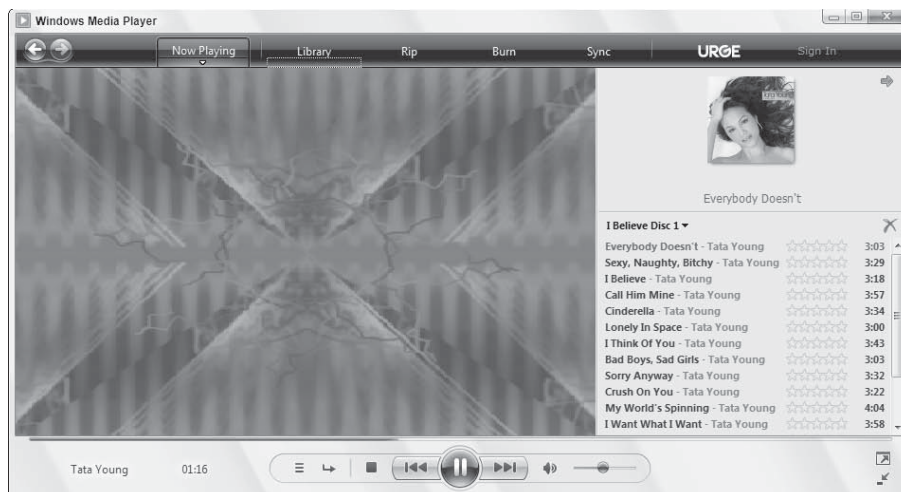 Windows Media Player
Now Playing Library Rip Burn Sync URGE Sign In
Everybody Doesn't
I Believe Disc 1
Everybody Doesn't - Tata Young 3:03
Sexy, Naughty, Bitchy - Tata Young 3:29
I Believe - Tata Young 3:18
Call Him Mine - Tata Young 3:57
Cinderella - Tata Young 3:34
Lonely In Space - Tata Young 3:00
I Think Of You - Tata Young 3:43
Bad Boys, Sad Girls - Tata Young 3:03
Sorry Anyway - Tata Young 3:32
Crush On You - Tata Young 3:22
My World's Spinning - Tata Young 4:04
I Want What I Want - Tata Young 3:58
Tata Young 01:16